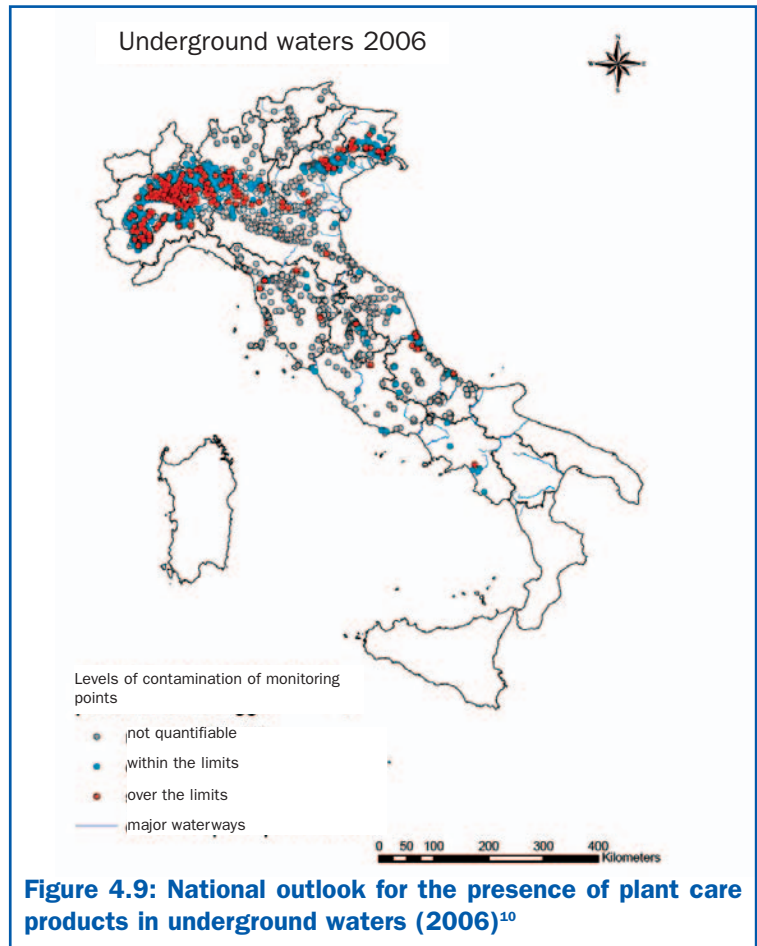 Underground waters 2006
Levels of contamination of monitoring
points
not quantifiable
within the limits
over the limits
major waterways
0 50 100 200 300 400
Kilometers
Figure 4.9: National outlook for the presence of plant care
products in underground waters (2006)¹⁰